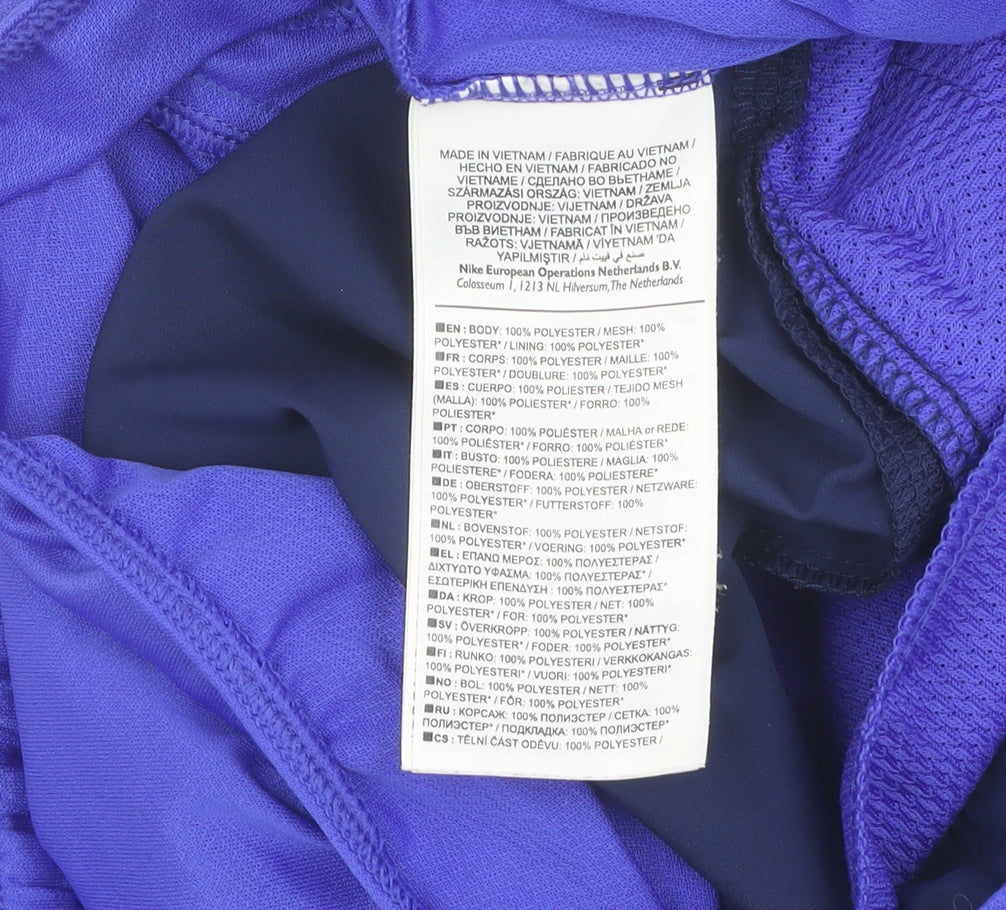 MADE IN VIETNAM / FABRIQUE AU VIETNAM /
HECHO EN VIETNAM / FABRICADO NO
VIETNAME / СДЕЛАНО ВО ВЬЕТНАМЕ /
SZÁRMAZÁSI ORSZÁG: VIETNAM / ZEMLJA
PROIZVODNJE: VIJETNAM / DRŽAVA
PROIZVODNJE: VIETNAM / ПРОИЗВЕДЕНО
ВЪВ ВИЕТНАМ / FABRICAT ÎN VIETNAM /
RAŽOTS: VJETNAMĀ / VİYETNAM 'DA
YAPILMIŞTIR / صنع في فييت نام
Nike European Operations Netherlands B.V.
Colosseum 1, 1213 NL Hilversum, The Netherlands
EN : BODY: 100% POLYESTER / MESH: 100%
POLYESTER* / LINING: 100% POLYESTER*
FR : CORPS: 100% POLYESTER / MAILLE: 100%
POLYESTER* / DOUBLURE: 100% POLYESTER*
ES : CUERPO: 100% POLIESTER / TEJIDO MESH
(MALLA): 100% POLIESTER* / FORRO: 100%
POLIESTER*
PT : CORPO: 100% POLIÉSTER / MALHA or REDE:
100% POLIÉSTER* / FORRO: 100% POLIÉSTER*
IT : BUSTO: 100% POLIESTERE / MAGLIA: 100%
POLIESTERE* / FODERA: 100% POLIESTERE*
DE : OBERSTOFF: 100% POLYESTER / NETZWARE:
100% POLYESTER* / FUTTERSTOFF: 100%
POLYESTER*
NL : BOVENSTOF: 100% POLYESTER / NETSTOF:
100% POLYESTER* / VOERING: 100% POLYESTER*
EL : ΕΠΑΝΩ ΜΕΡΟΣ: 100% ΠΟΛΥΕΣΤΕΡΑΣ /
ΔΙΧΤΥΩΤΟ ΥΦΑΣΜΑ: 100% ΠΟΛΥΕΣΤΕΡΑΣ* /
ΕΣΩΤΕΡΙΚΗ ΕΠΕΝΔΥΣΗ : 100% ΠΟΛΥΕΣΤΕΡΑΣ*
DA : KROP: 100% POLYESTER / NET: 100%
POLYESTER* / FOR: 100% POLYESTER*
SV : ÖVERKROPP: 100% POLYESTER / NÄTTYG:
100% POLYESTER* / FODER: 100% POLYESTER*
FI : RUNKO: 100% POLYESTERI / VERKKOKANGAS:
100% POLYESTERI* / VUORI: 100% POLYESTERI*
NO : BOL: 100% POLYESTER / NETT: 100%
POLYESTER* / FÔR: 100% POLYESTER*
RU : КОРСАЖ: 100% ПОЛИЭСТЕР / СЕТКА: 100%
ПОЛИЭСТЕР* / ПОДКЛАДКА: 100% ПОЛИЭСТЕР*
CS : TĚLNÍ ČÁST ODĚVU: 100% POLYESTER /